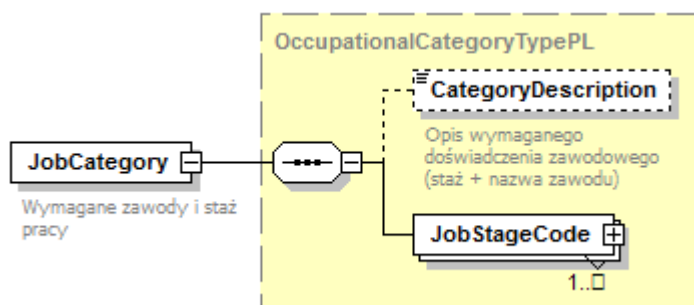 OccupationalCategoryTypePL
CategoryDescription
Opis wymaganego
doświadczenia zawodowego
(staż + nazwa zawodu)
JobCategory
Wymagane zawody i staż
pracy
JobStageCode
1..□